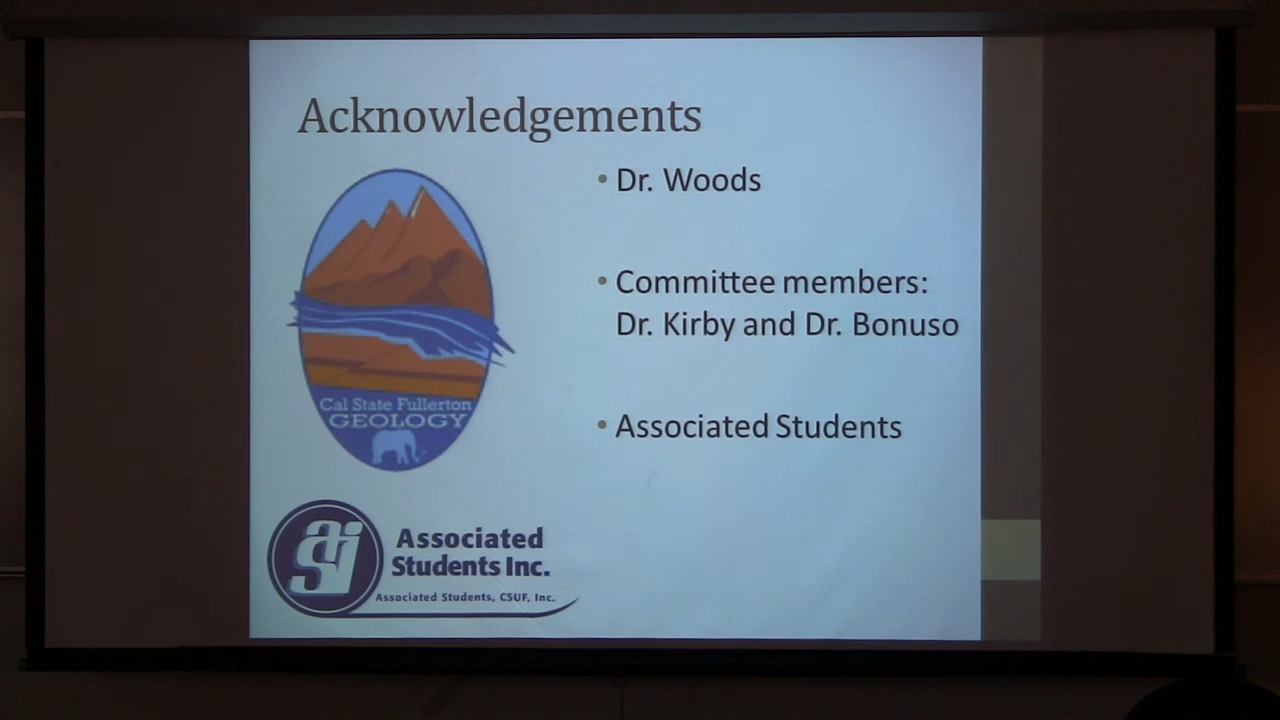 Acknowledgements
• Dr. Woods
• Committee members:
Dr. Kirby and Dr. Bonuso
• Associated Students
Cal State Fullerton
GEOLOGY
asi
Associated
Students Inc.
Associated Students, CSUF, Inc.